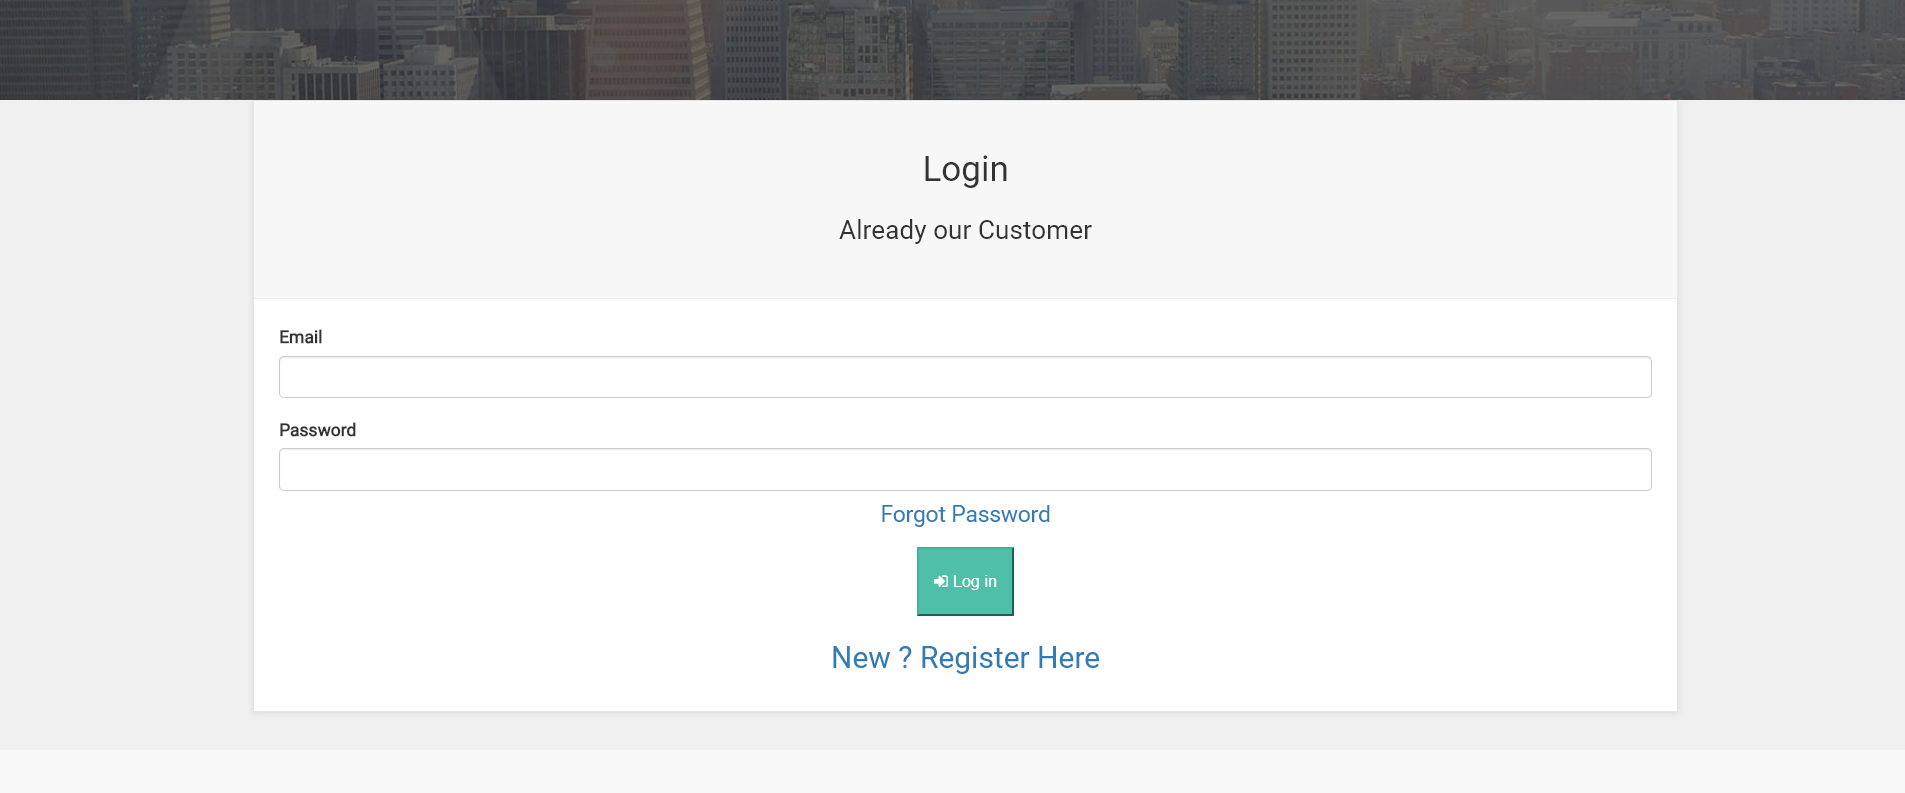 Login
Already our Customer
Email
Password
Forgot Password
Log in
New ? Register Here